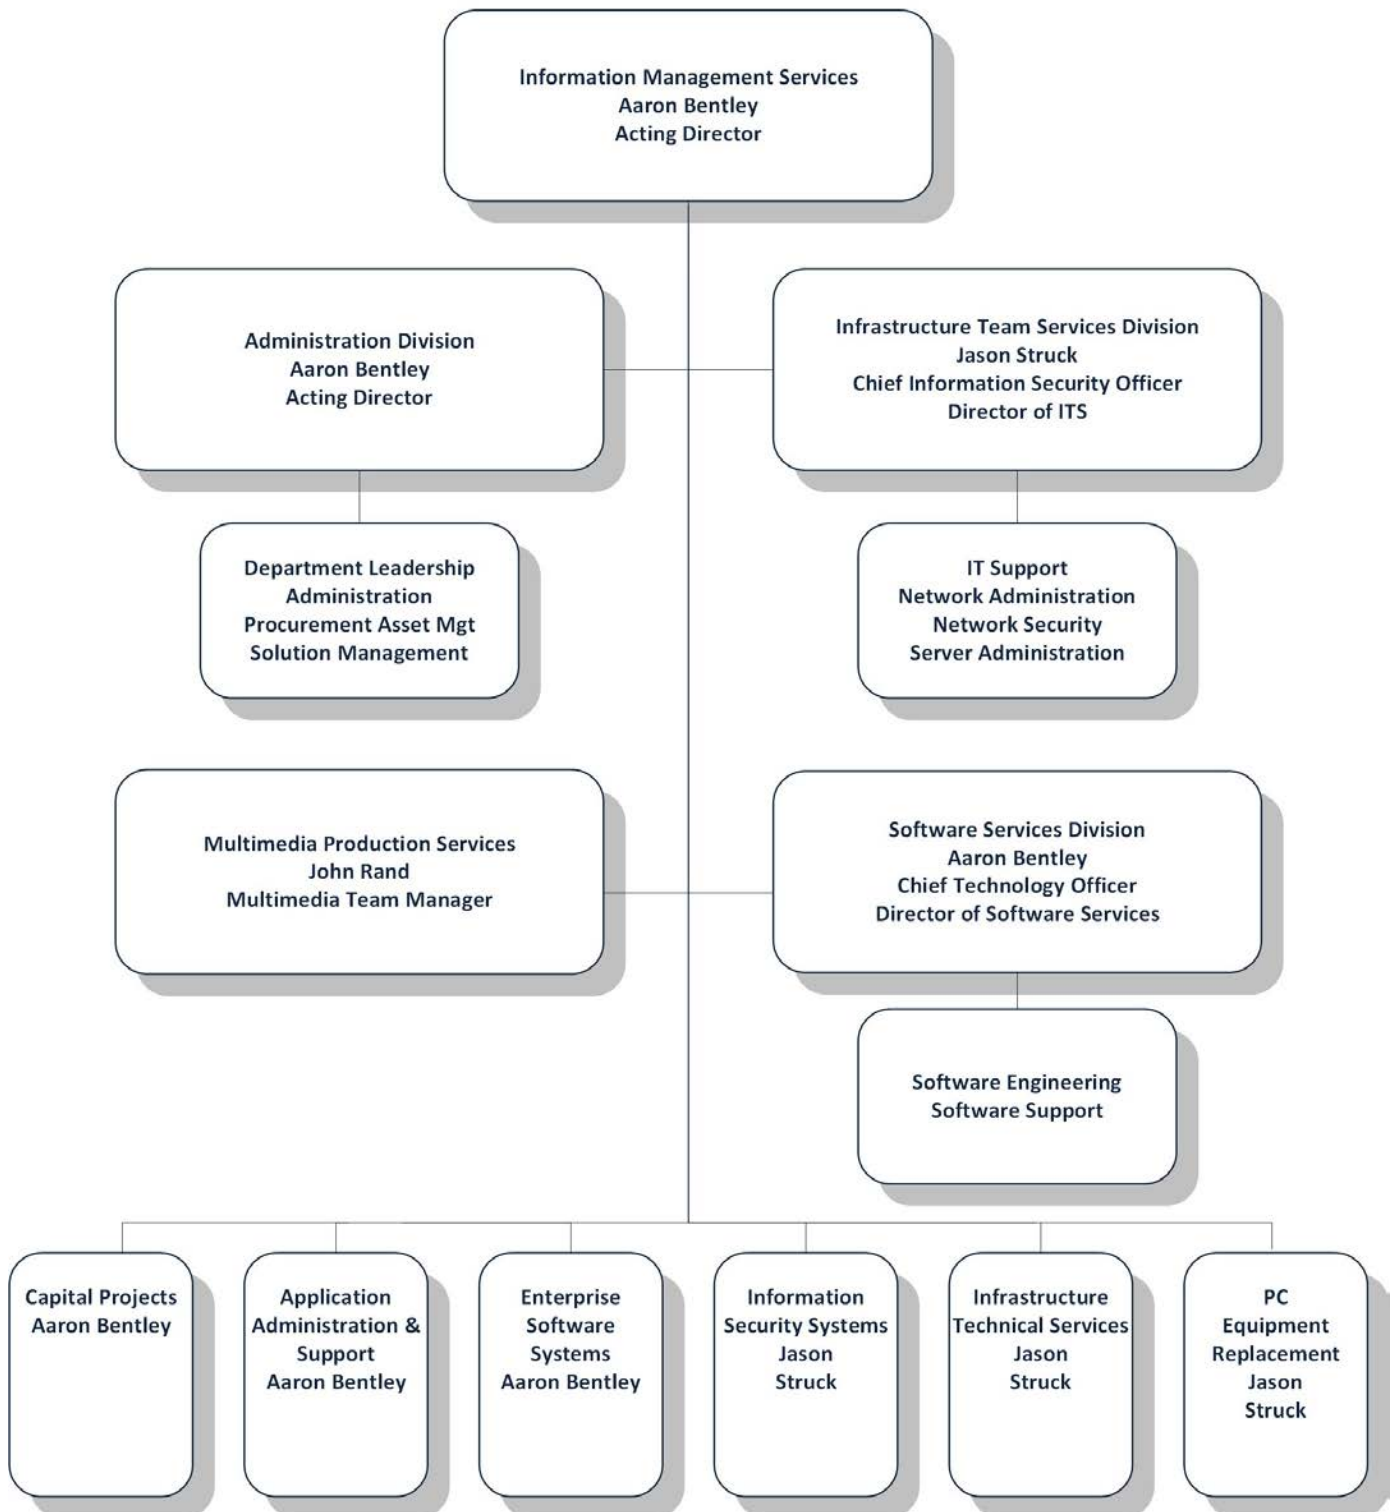 Information Management Services
Aaron Bentley
Acting Director
Administration Division
Aaron Bentley
Acting Director
Infrastructure Team Services Division
Jason Struck
Chief Information Security Officer
Director of ITS
Department Leadership
Administration
Procurement Asset Mgt
Solution Management
IT Support
Network Administration
Network Security
Server Administration
Multimedia Production Services
John Rand
Multimedia Team Manager
Software Services Division
Aaron Bentley
Chief Technology Officer
Director of Software Services
Software Engineering
Software Support
Capital Projects
Aaron Bentley
Application
Administration &
Support
Aaron Bentley
Enterprise
Software
Systems
Aaron Bentley
Information
Security Systems
Jason
Struck
Infrastructure
Technical Services
Jason
Struck
PC
Equipment
Replacement
Jason
Struck